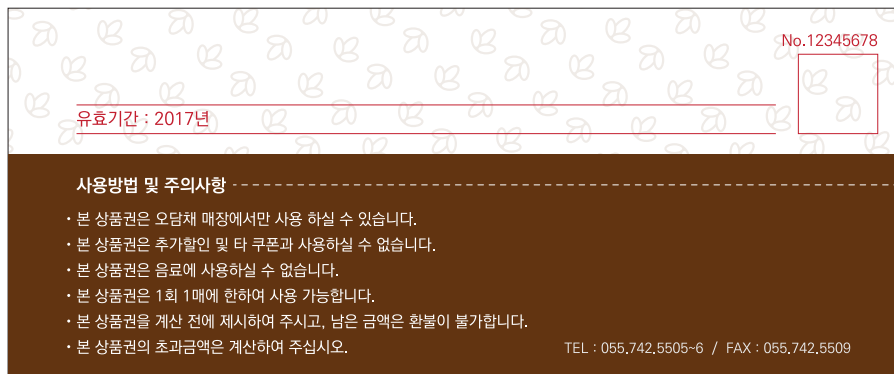 No.12345678
유효기간 : 2017년
사용방법 및 주의사항
· 본 상품권은 오담채 매장에서만 사용 하실 수 있습니다.
· 본 상품권은 추가할인 및 타 쿠폰과 사용하실 수 없습니다.
· 본 상품권은 음료에 사용하실 수 없습니다.
· 본 상품권은 1회 1매에 한하여 사용 가능합니다.
· 본 상품권을 계산 전에 제시하여 주시고, 남은 금액은 환불이 불가합니다.
· 본 상품권의 초과금액은 계산하여 주십시오.
TEL : 055.742.5505~6 / FAX : 055.742.5509